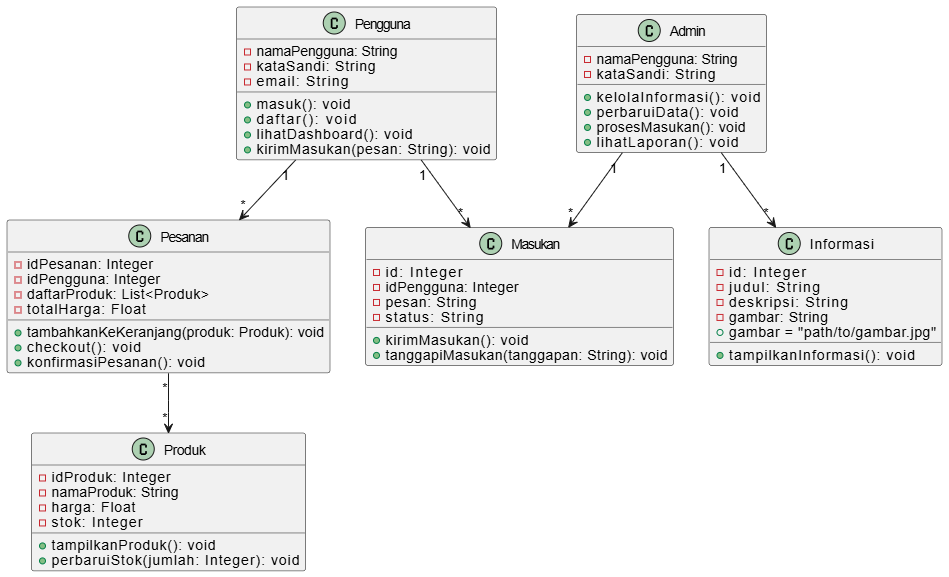 C Pengguna
namaPengguna: String
kataSandi: String
email: String
masuk(): void
daftar(): void
lihatDashboard(): void
kirimMasukan(pesan: String): void
C Admin
namaPengguna: String
kataSandi: String
kelolaInformasi(): void
perbaruiData(): void
prosesMasukan(): void
lihatLaporan(): void
1
1
1
1
*
*
*
*
C Pesanan
idPesanan: Integer
idPengguna: Integer
daftarProduk: List<Produk>
totalHarga: Float
tambahkanKeKeranjang(produk: Produk): void
checkout(): void
konfirmasiPesanan(): void
C Masukan
id: Integer
idPengguna: Integer
pesan: String
status: String
kirimMasukan(): void
tanggapiMasukan(tanggapan: String): void
C Informasi
id: Integer
judul: String
deskripsi: String
gambar: String
gambar = "path/to/gambar.jpg"
tampilkanInformasi(): void
*
*
C Produk
idProduk: Integer
namaProduk: String
harga: Float
stok: Integer
tampilkanProduk(): void
perbaruiStok(jumlah: Integer): void